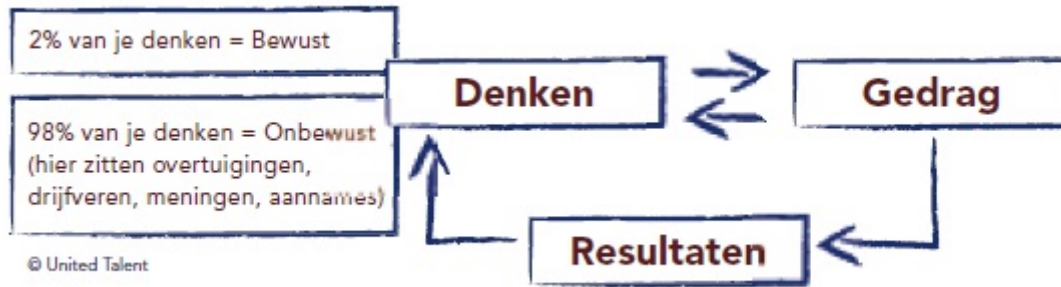 2% van je denken = Bewust
98% van je denken = Onbewust
(hier zitten overtuigingen,
drijfveren, meningen, aannames)
Denken
Gedrag
Resultaten
© United Talent